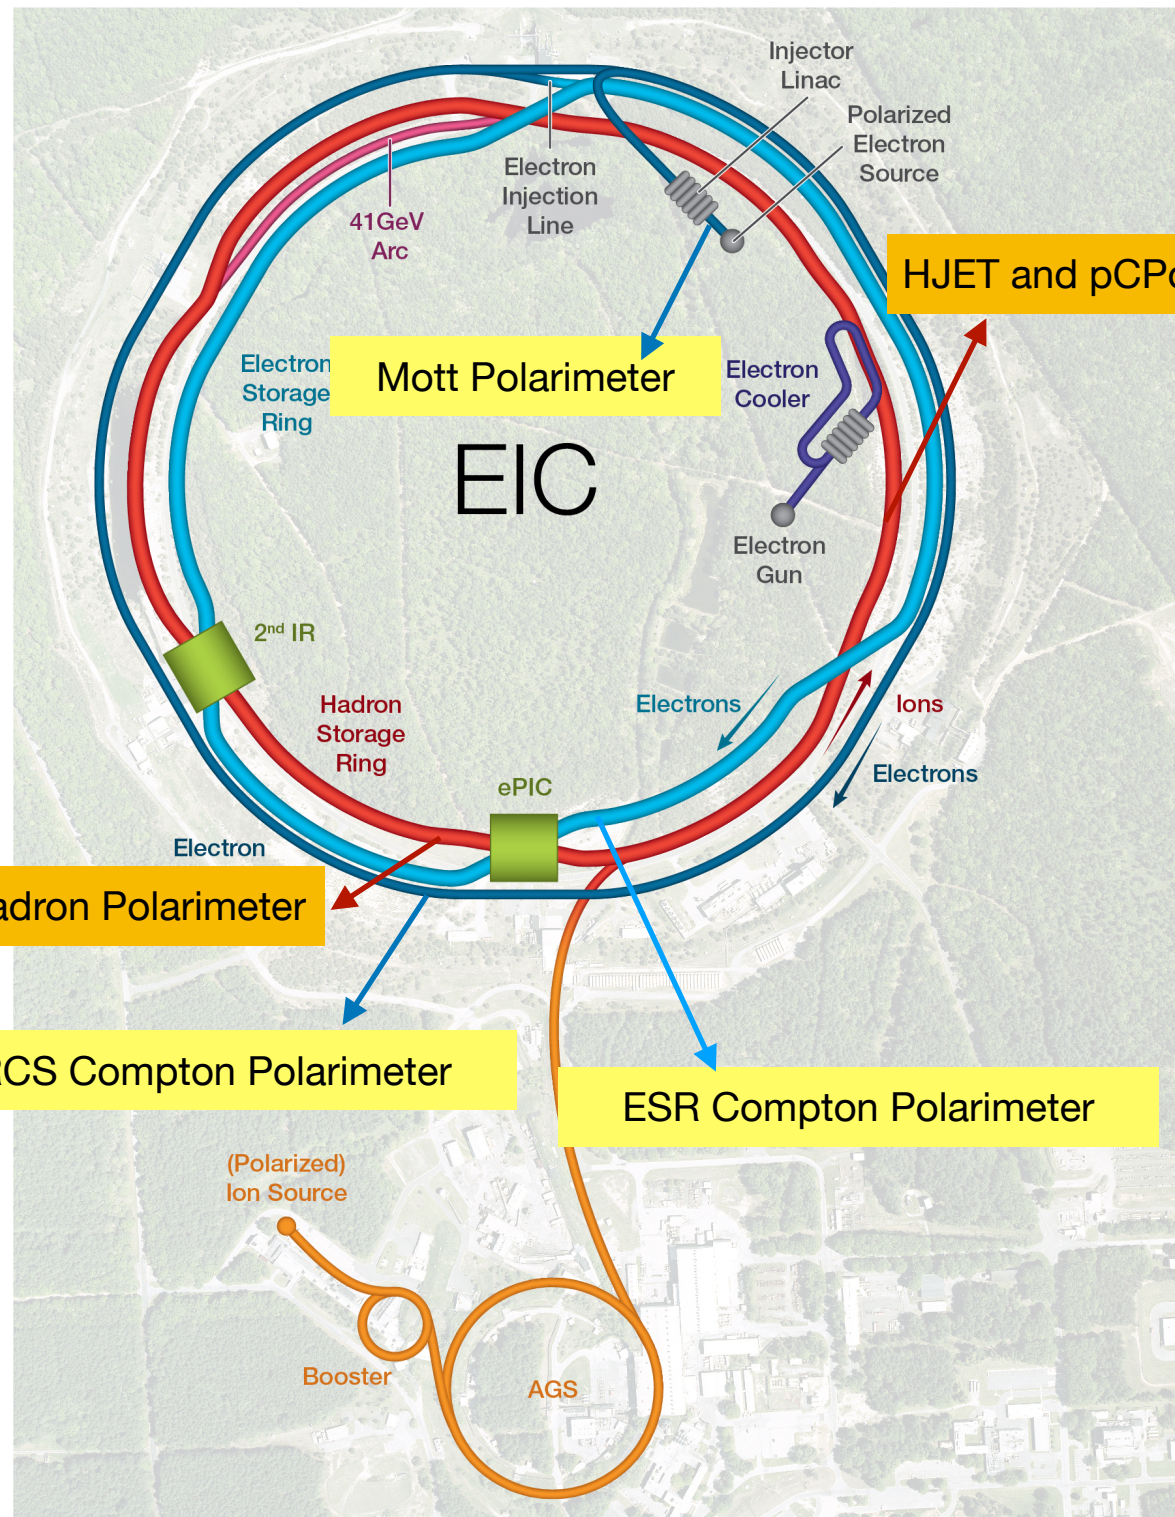 Injector
Linac
Polarized
Electron
Source
Electron
Injection
Line
41GeV
Arc
HJET and pCPo
Electron
Storage
Ring
Mott Polarimeter
Electron
Cooler
EIC
Electron
Gun
2nd IR
Hadron
Storage
Ring
Electrons
Ions
Electrons
ePIC
Electron
adron Polarimeter
RCS Compton Polarimeter
ESR Compton Polarimeter
(Polarized)
Ion Source
Booster
AGS